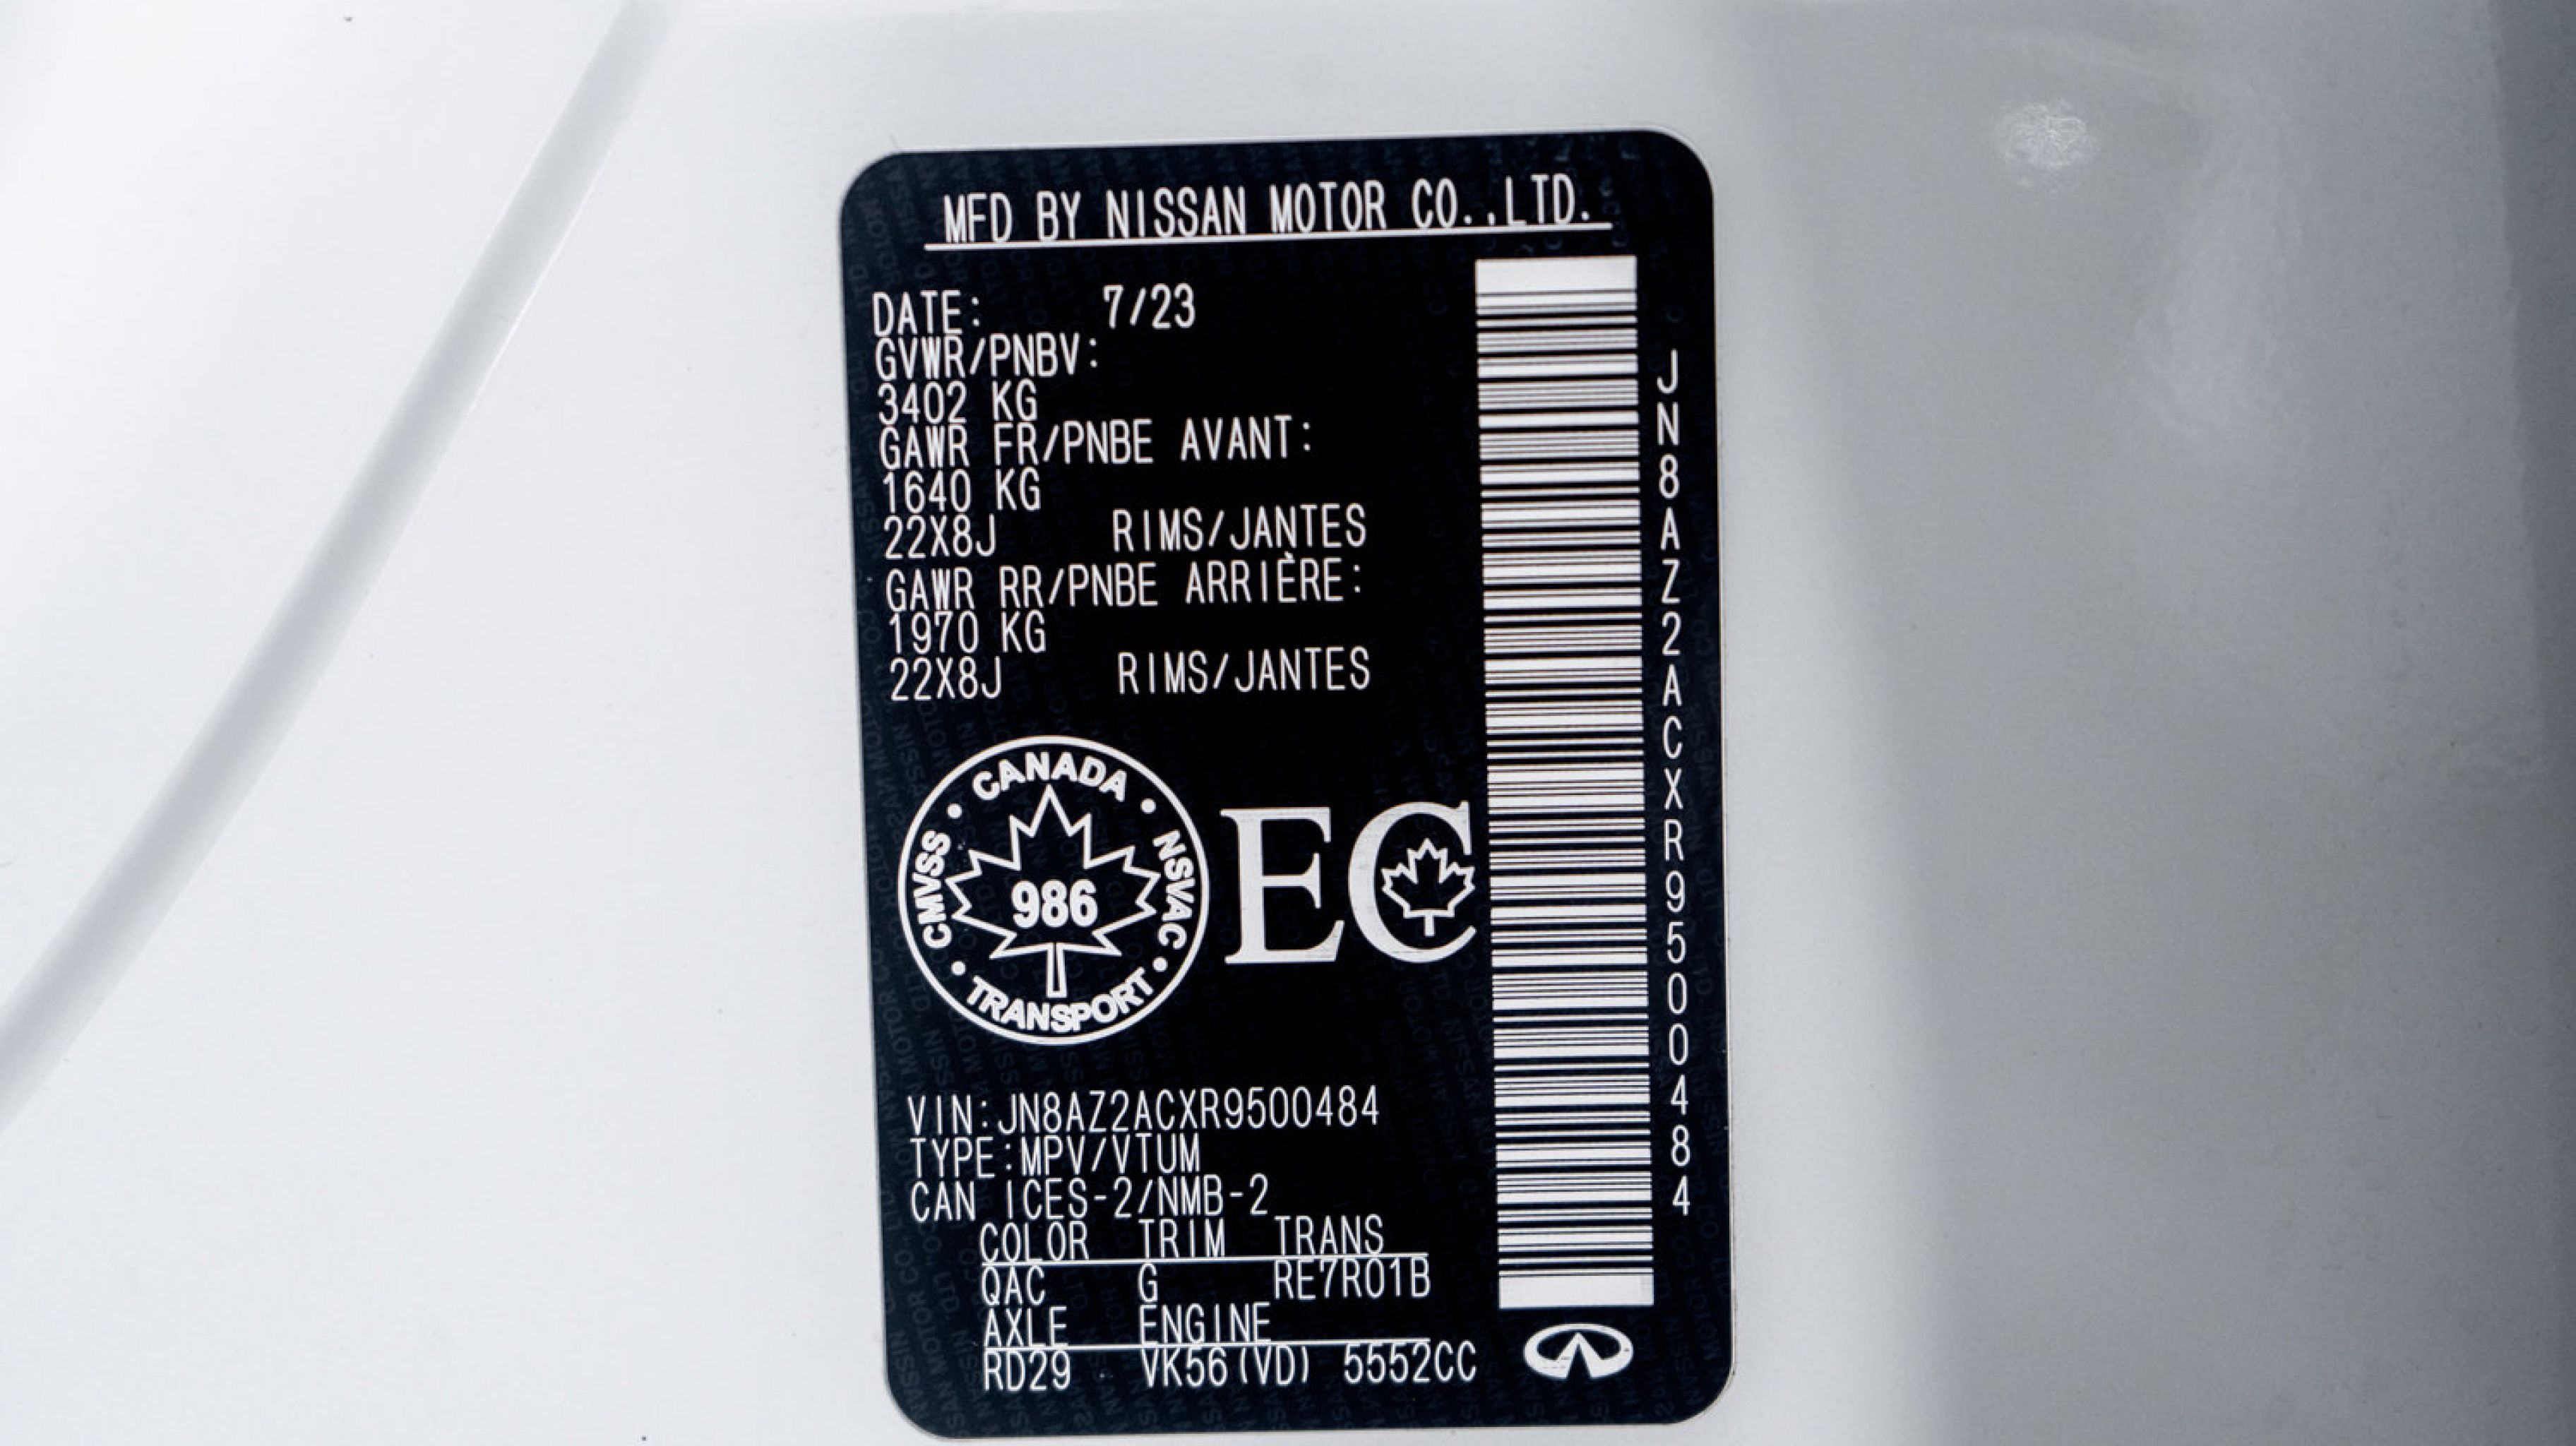 MFD BY NISSAN MOTOR CO.,LTD.
DATE: 7/23
GVWR/PNBV:
3402 KG
GAWR FR/PNBE AVANT:
1640 KG
22X8J RIMS/JANTES
GAWR RR/PNBE ARRIÈRE:
1970 KG
22X8J RIMS/JANTES
CANADA
CMVSS
986
NSVAC
TRANSPORT
EC
VIN:JN8AZ2ACXR9500484
TYPE:MPV/VTUM
CAN ICES-2/NMB-2
COLOR TRIM TRANS
QAC G RE7R01B
AXLE ENGINE
RD29 VK56(VD) 5552CC
JN8AZ2ACXR9500484